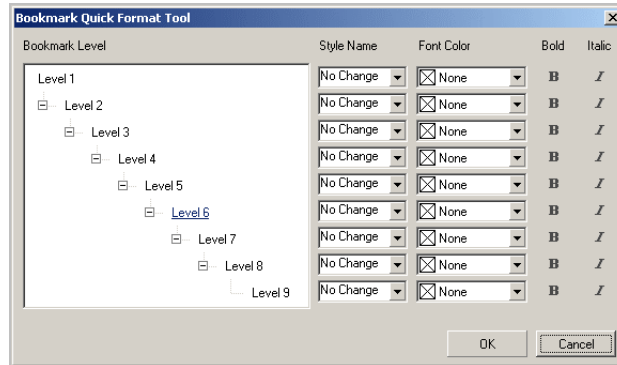 Bookmark Quick Format Tool
Bookmark Level Style Name Font Color Bold Italic
Level 1 No Change None B I
Level 2 No Change None B I
Level 3 No Change None B I
Level 4 No Change None B I
Level 5 No Change None B I
Level 6 No Change None B I
Level 7 No Change None B I
Level 8 No Change None B I
Level 9 No Change None B I
OK Cancel